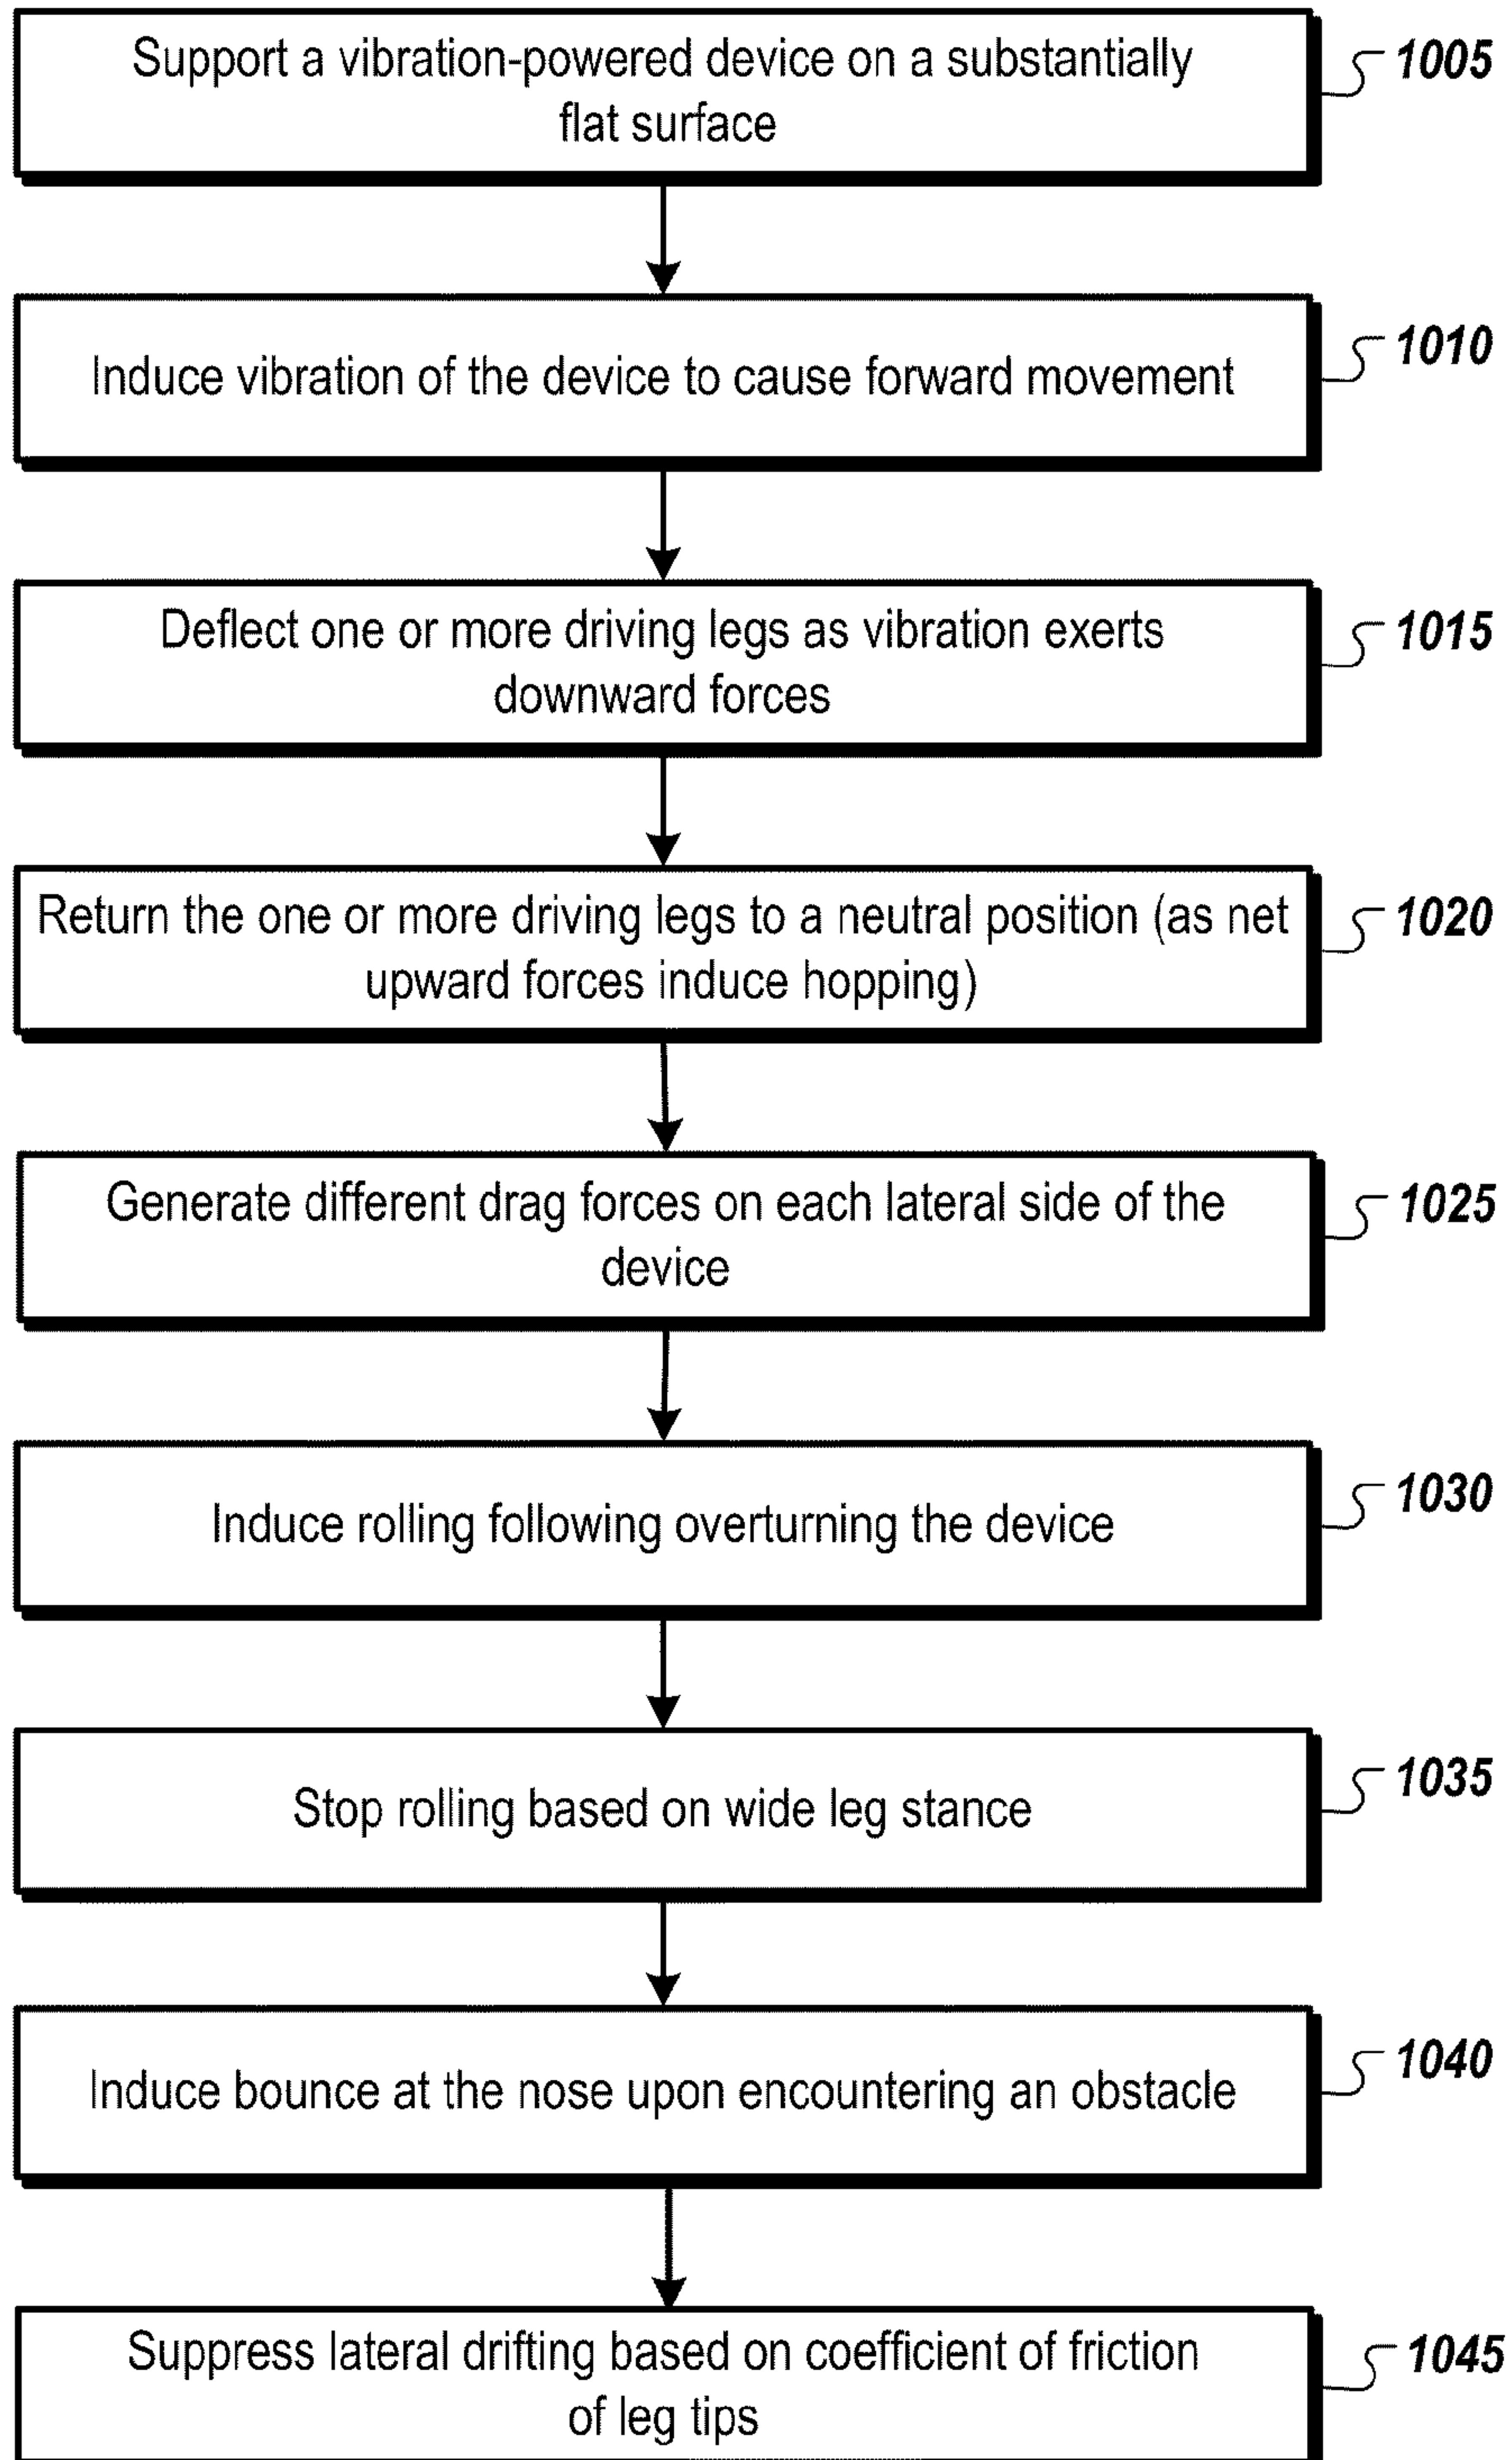 Support a vibration-powered device on a substantially
flat surface
1005
Induce vibration of the device to cause forward movement
1010
Deflect one or more driving legs as vibration exerts
downward forces
1015
Return the one or more driving legs to a neutral position (as net
upward forces induce hopping)
1020
Generate different drag forces on each lateral side of the
device
1025
Induce rolling following overturning the device
1030
Stop rolling based on wide leg stance
1035
Induce bounce at the nose upon encountering an obstacle
1040
Suppress lateral drifting based on coefficient of friction
of leg tips
1045